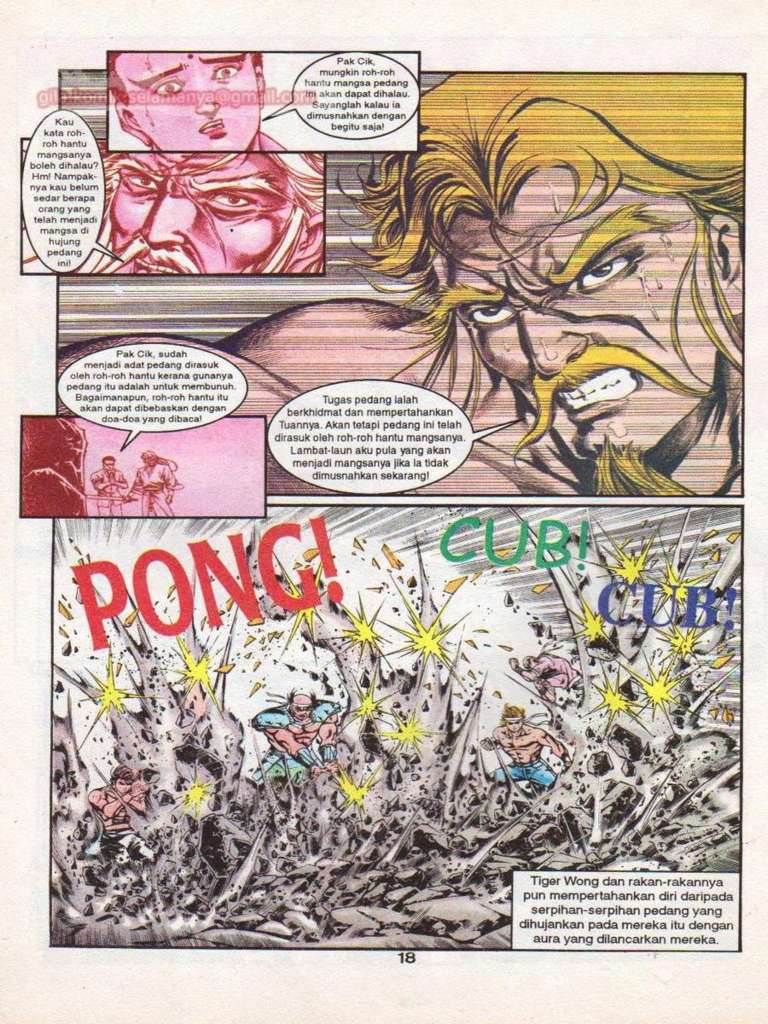 Pak Cik,
mungkin roh-roh
hantu mangsa pedang
ini akan dapat dihalau.
Sayanglah kalau ia
dimusnahkan dengan
begitu saja!
Kau
kata roh-
roh hantu
mangsanya
boleh dihalau?
Hm! Nampak-
nya kau belum
sedar berapa
orang yang
telah menjadi
mangsa di
hujung
pedang
ini!
Pak Cik, sudah
menjadi adat pedang dirasuk
oleh roh-roh hantu kerana gunanya
pedang itu adalah untuk membunuh.
Bagaimanapun, roh-roh hantu itu
akan dapat dibebaskan dengan
doa-doa yang dibaca!
Tugas pedang ialah
berkhidmat dan mempertahankan
Tuannya. Akan tetapi pedang ini telah
dirasuk oleh roh-roh hantu mangsanya.
Lambat-laun aku pula yang akan
menjadi mangsanya jika Ia tidak
dimusnahkan sekarang!
PONG!
CUB!
CUB!
Tiger Wong dan rakan-rakannya
pun mempertahankan diri daripada
serpihan-serpihan pedang yang
dihujankan pada mereka itu dengan
aura yang dilancarkan mereka.
18